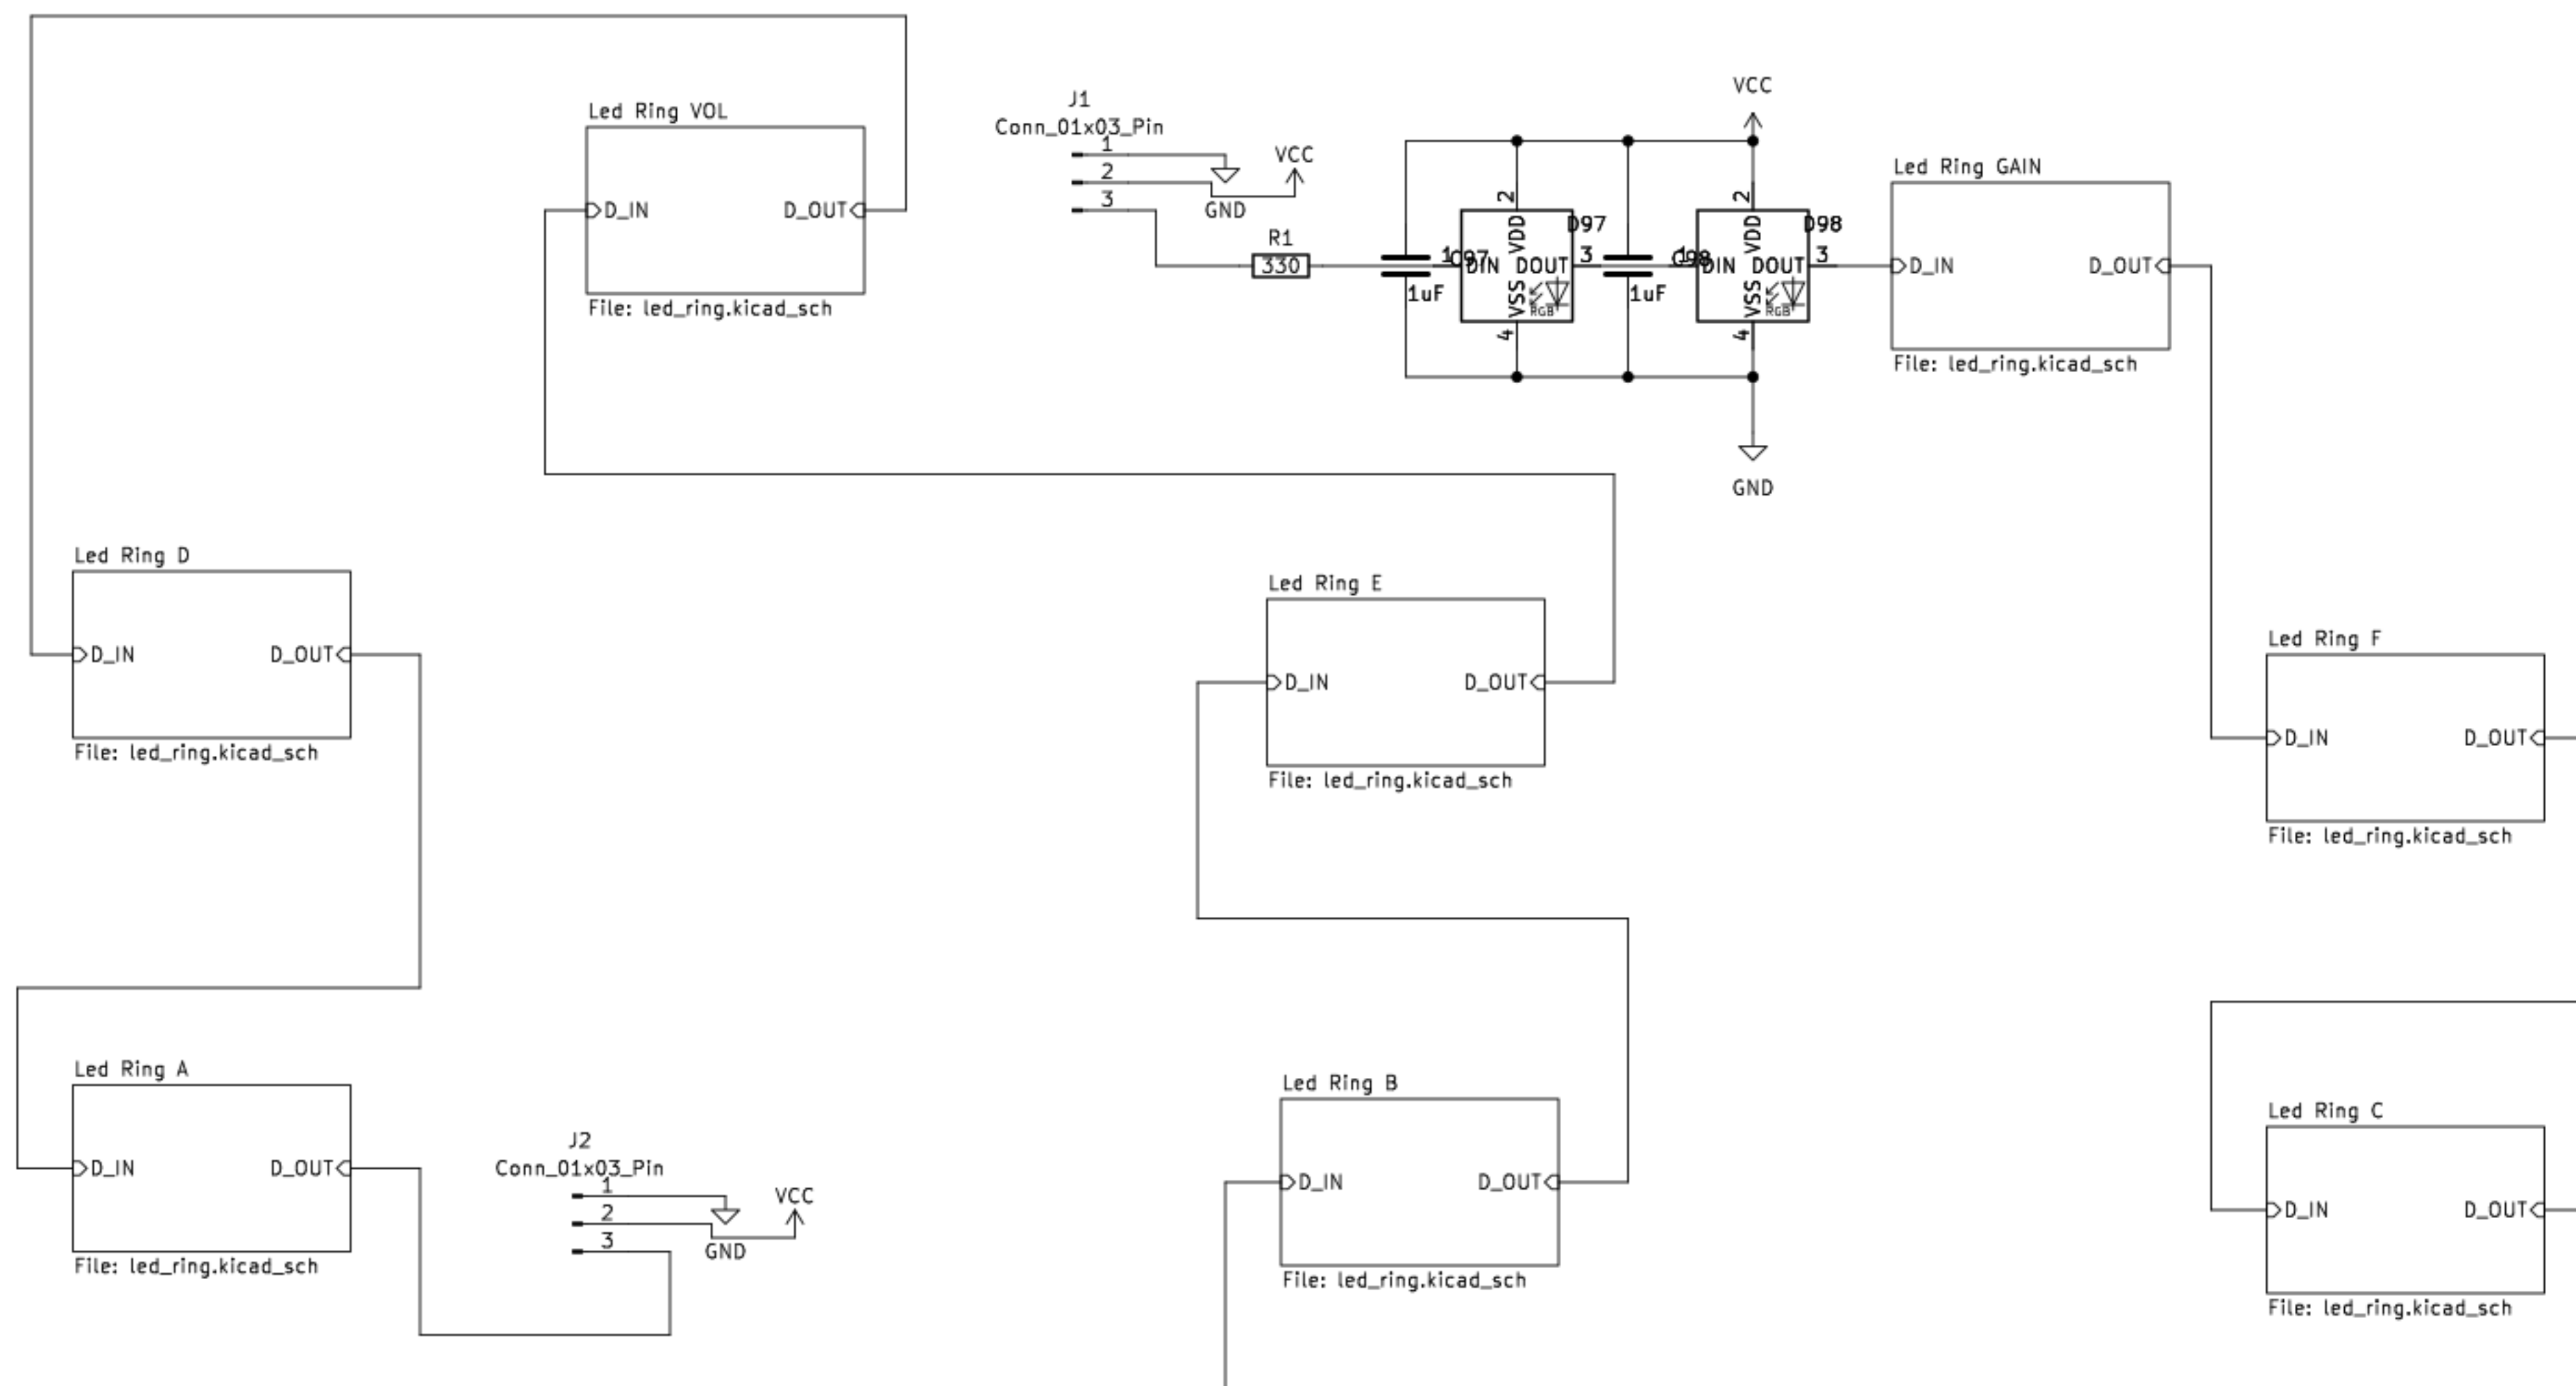 Led Ring VOL
D_IN
D_OUT
File: led_ring.kicad_sch
J1
Conn_01x03_Pin
1
2
3
VCC
GND
R1
330
VCC
C97
1uF
D97
2
VDD
1
DIN
DOUT
3
VSS
4
RGB
C98
1uF
D98
2
VDD
1
DIN
DOUT
3
VSS
4
RGB
GND
Led Ring GAIN
D_IN
D_OUT
File: led_ring.kicad_sch
Led Ring D
D_IN
D_OUT
File: led_ring.kicad_sch
Led Ring E
D_IN
D_OUT
File: led_ring.kicad_sch
Led Ring F
D_IN
D_OUT
File: led_ring.kicad_sch
Led Ring A
D_IN
D_OUT
File: led_ring.kicad_sch
J2
Conn_01x03_Pin
1
2
3
VCC
GND
Led Ring B
D_IN
D_OUT
File: led_ring.kicad_sch
Led Ring C
D_IN
D_OUT
File: led_ring.kicad_sch